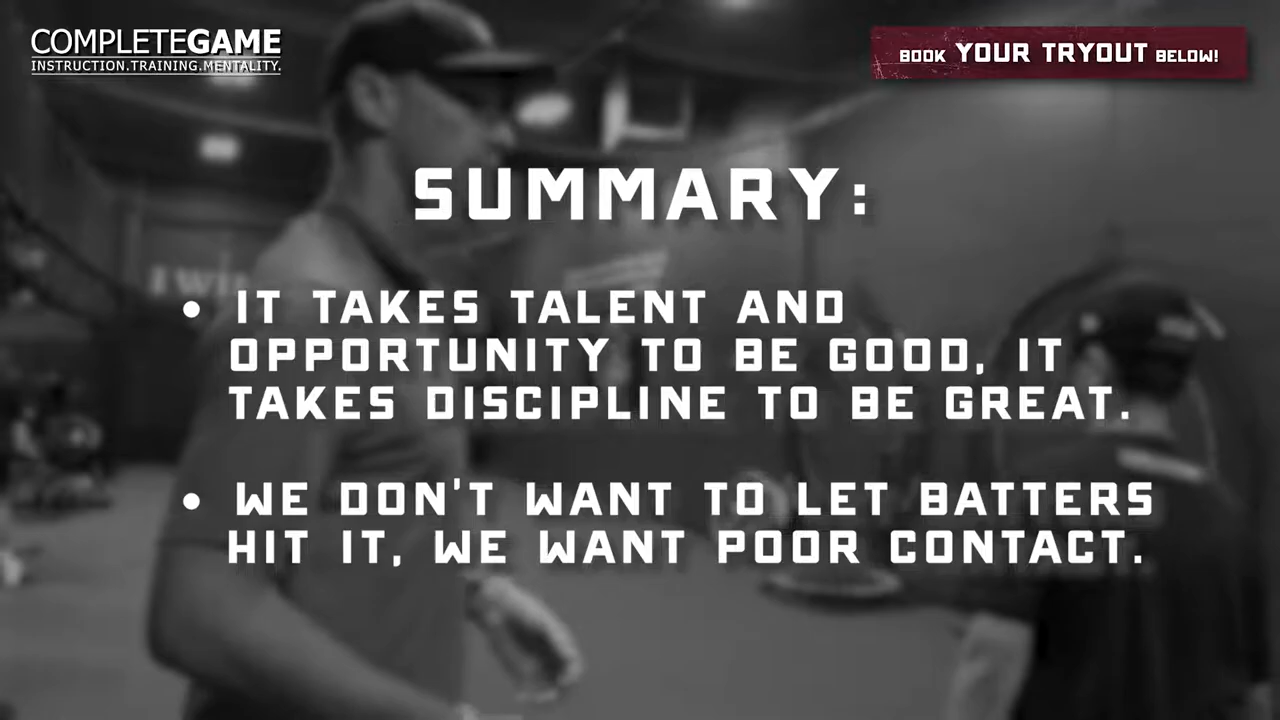 COMPLETEGAME
INSTRUCTION.TRAINING.MENTALITY.
BOOK YOUR TRYOUT BELOW!
SUMMARY:
• IT TAKES TALENT AND
OPPORTUNITY TO BE GOOD, IT
TAKES DISCIPLINE TO BE GREAT.
• WE DON'T WANT TO LET BATTERS
HIT IT, WE WANT POOR CONTACT.